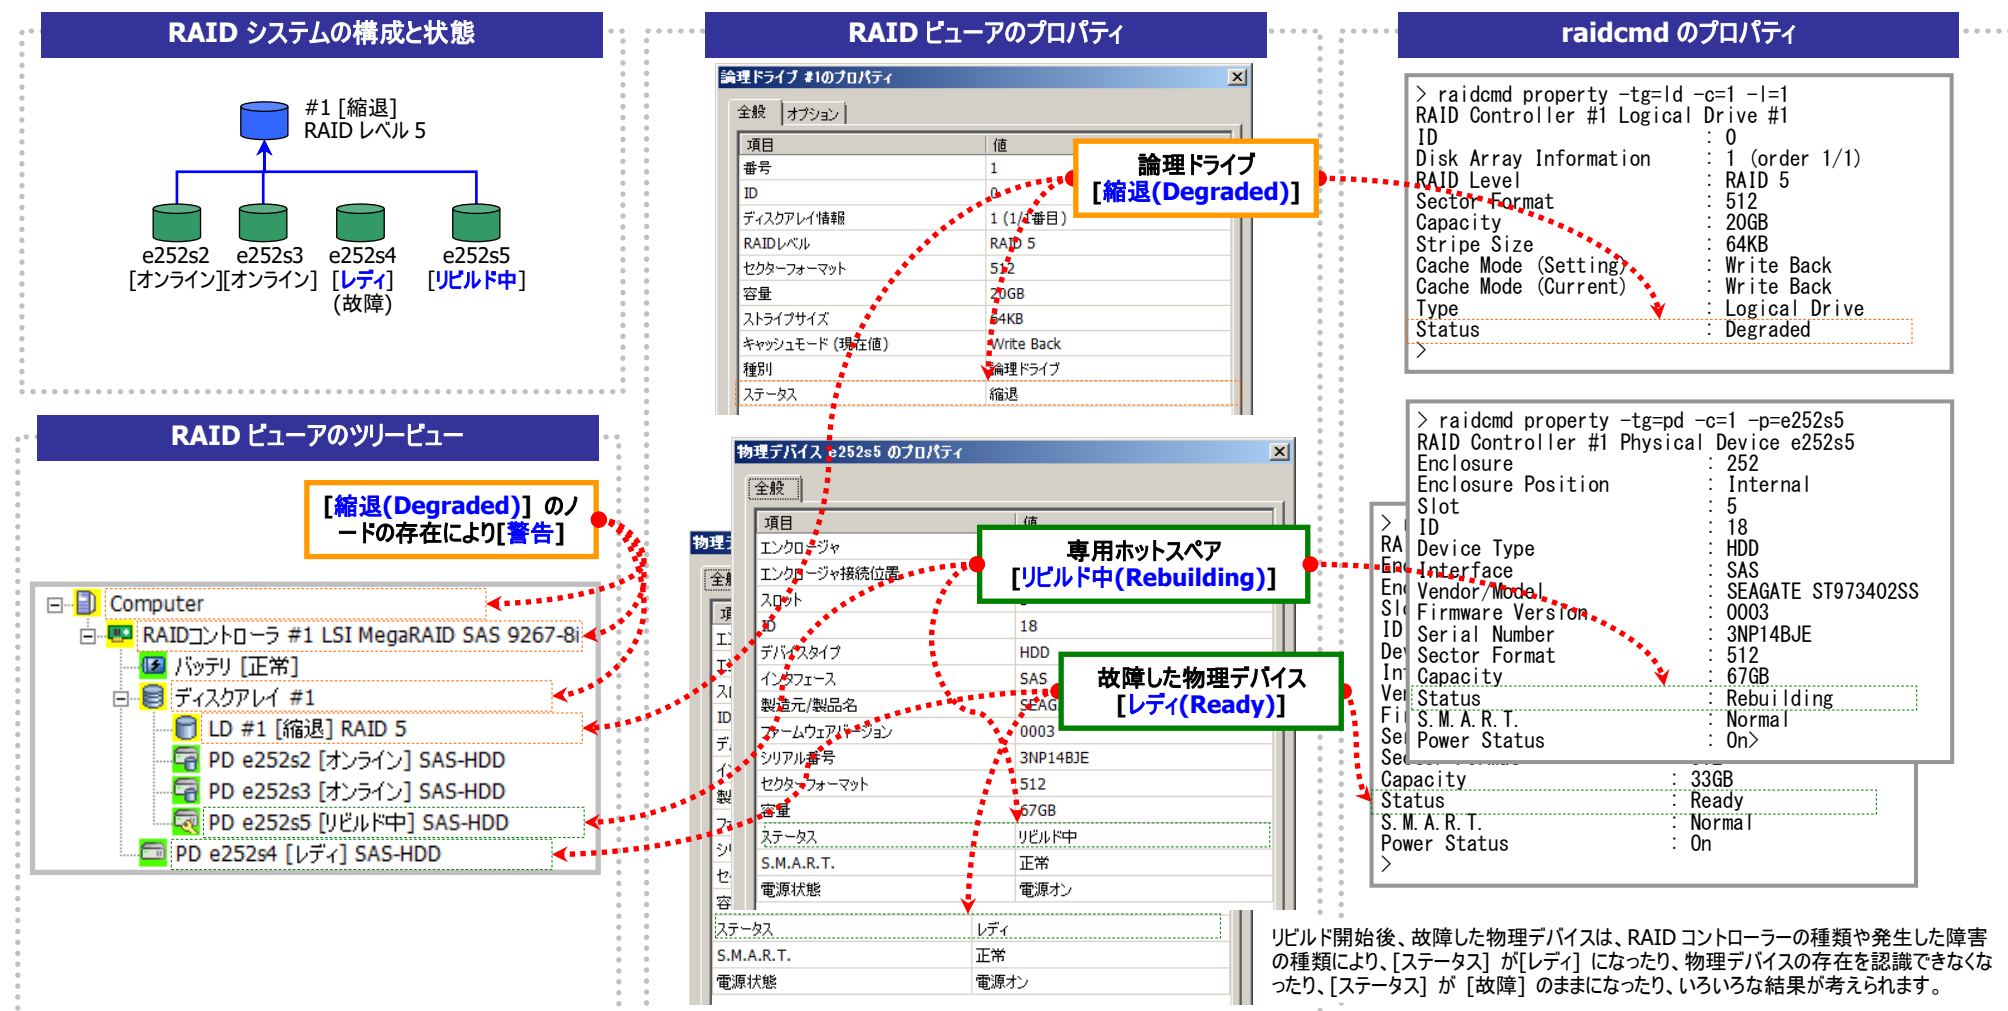 RAID システムの構成と状態
#1 [縮退]
RAID レベル 5
e252s2
[オンライン]
e252s3
[オンライン]
e252s4
[レディ]
(故障)
e252s5
[リビルド中]
RAID ビューアのツリービュー
[縮退(Degraded)] のノ
ードの存在により[警告]
Computer
RAIDコントローラ #1 LSI MegaRAID SAS 9267-8i
バッテリ [正常]
ディスクアレイ #1
LD #1 [縮退] RAID 5
PD e252s2 [オンライン] SAS-HDD
PD e252s3 [オンライン] SAS-HDD
PD e252s5 [リビルド中] SAS-HDD
PD e252s4 [レディ] SAS-HDD
RAID ビューアのプロパティ
論理ドライブ #1のプロパティ
全般
オプション
項目 値
番号 1
ID 0
ディスクアレイ情報 1 (1/1番目)
RAIDレベル RAID 5
セクターフォーマット 512
容量 20GB
ストライプサイズ 64KB
キャッシュモード (現在値) Write Back
種別 論理ドライブ
ステータス 縮退
論理ドライブ
[縮退(Degraded)]
物理デバイス e252s5 のプロパティ
全般
項目 値
エンクロージャ
エンクロージャ接続位置
スロット
ID 18
デバイスタイプ HDD
インタフェース SAS
製造元/製品名 SEAG
ファームウェアバージョン 0003
シリアル番号 3NP14BJE
セクターフォーマット 512
容量 67GB
ステータス リビルド中
S.M.A.R.T. 正常
電源状態 電源オン
専用ホットスペア
[リビルド中(Rebuilding)]
故障した物理デバイス
[レディ(Ready)]
ステータス レディ
S.M.A.R.T. 正常
電源状態 電源オン
raidcmd のプロパティ
> raidcmd property -tg=ld -c=1 -l=1
RAID Controller #1 Logical Drive #1
ID : 0
Disk Array Information : 1 (order 1/1)
RAID Level : RAID 5
Sector Format : 512
Capacity : 20GB
Stripe Size : 64KB
Cache Mode (Setting) : Write Back
Cache Mode (Current) : Write Back
Type : Logical Drive
Status : Degraded
>
> raidcmd property -tg=pd -c=1 -p=e252s5
RAID Controller #1 Physical Device e252s5
Enclosure : 252
Enclosure Position : Internal
Slot : 5
ID : 18
Device Type : HDD
Interface : SAS
Vendor/Model : SEAGATE ST973402SS
Firmware Version : 0003
Serial Number : 3NP14BJE
Sector Format : 512
Capacity : 67GB
Status : Rebuilding
S.M.A.R.T. : Normal
Power Status : On>
Capacity : 33GB
Status : Ready
S.M.A.R.T. : Normal
Power Status : On
>
リビルド開始後、故障した物理デバイスは、RAID コントローラーの種類や発生した障害
の種類により、[ステータス] が[レディ] になったり、物理デバイスの存在を認識できなくな
ったり、[ステータス] が [故障] のままになったり、いろいろな結果が考えられます。